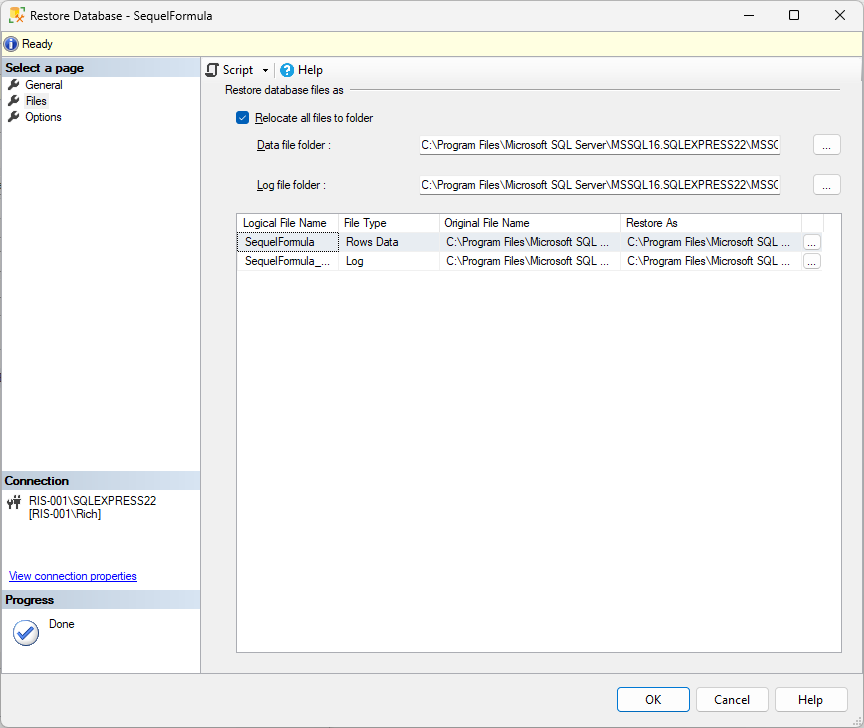 Restore Database - SequelFormula
Ready
Select a page
General
Files
Options
Script
Help
Restore database files as
Relocate all files to folder
Data file folder :
C:\Program Files\Microsoft SQL Server\MSSQL16.SQLEXPRESS22\MSSQ
...
Log file folder :
C:\Program Files\Microsoft SQL Server\MSSQL16.SQLEXPRESS22\MSSQ
...
Logical File Name File Type Original File Name Restore As
SequelFormula Rows Data C:\Program Files\Microsoft SQL ... C:\Program Files\Microsoft SQL ... ...
SequelFormula_... Log C:\Program Files\Microsoft SQL ... C:\Program Files\Microsoft SQL ... ...
Connection
RIS-001\SQLEXPRESS22
[RIS-001\Rich]
View connection properties
Progress
Done
OK Cancel Help